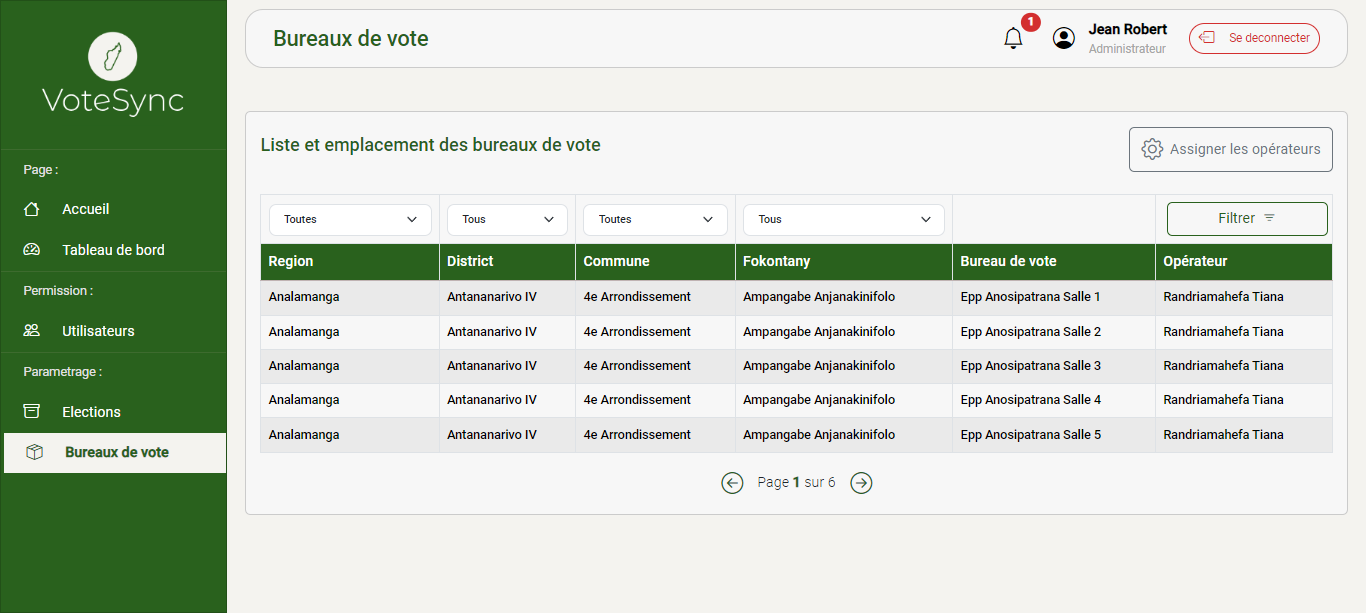 VoteSync
Page :
Accueil
Tableau de bord
Permission :
Utilisateurs
Parametrage :
Elections
Bureaux de vote
Bureaux de vote
1
Jean Robert
Administrateur
Se deconnecter
Liste et emplacement des bureaux de vote
Assigner les opérateurs
Toutes Tous Toutes Tous Filtrer
Region District Commune Fokontany Bureau de vote Opérateur
Analamanga Antananarivo IV 4e Arrondissement Ampangabe Anjanakinifolo Epp Anosipatrana Salle 1 Randriamahefa Tiana
Analamanga Antananarivo IV 4e Arrondissement Ampangabe Anjanakinifolo Epp Anosipatrana Salle 2 Randriamahefa Tiana
Analamanga Antananarivo IV 4e Arrondissement Ampangabe Anjanakinifolo Epp Anosipatrana Salle 3 Randriamahefa Tiana
Analamanga Antananarivo IV 4e Arrondissement Ampangabe Anjanakinifolo Epp Anosipatrana Salle 4 Randriamahefa Tiana
Analamanga Antananarivo IV 4e Arrondissement Ampangabe Anjanakinifolo Epp Anosipatrana Salle 5 Randriamahefa Tiana
Page 1 sur 6